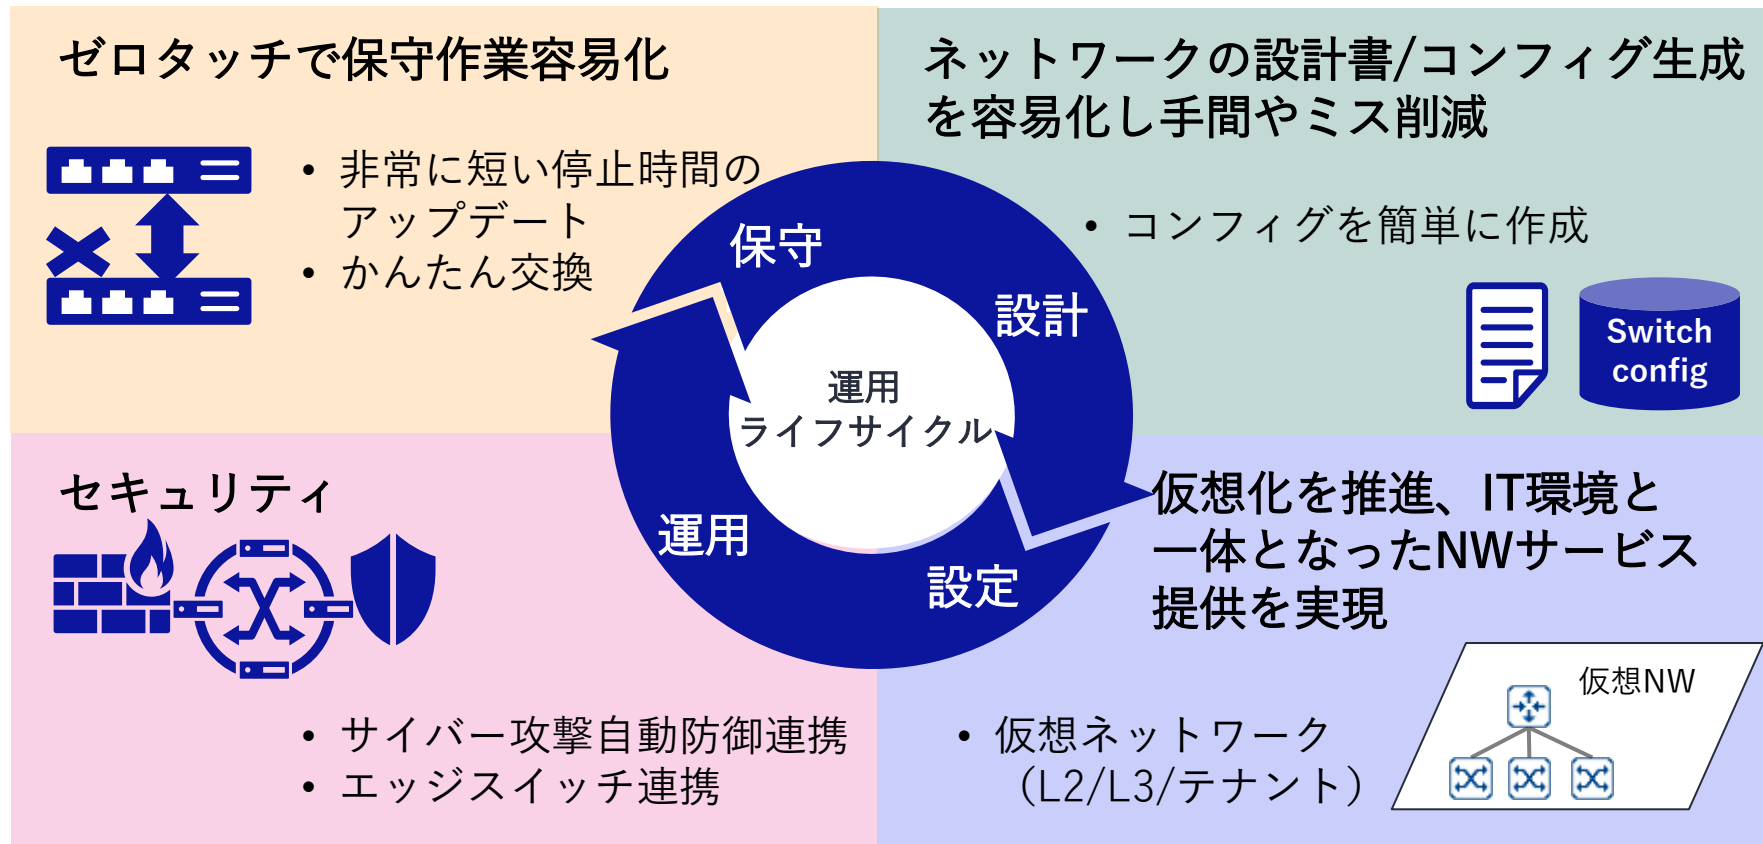 ゼロタッチで保守作業容易化
• 非常に短い停止時間の
アップデート
• かんたん交換
ネットワークの設計書/コンフィグ生成
を容易化し手間やミス削減
• コンフィグを簡単に作成
Switch
config
保守
設計
運用
ライフサイクル
運用
設定
セキュリティ
• サイバー攻撃自動防御連携
• エッジスイッチ連携
仮想化を推進、IT環境と
一体となったNWサービス
提供を実現
• 仮想ネットワーク
（L2/L3/テナント）
仮想NW